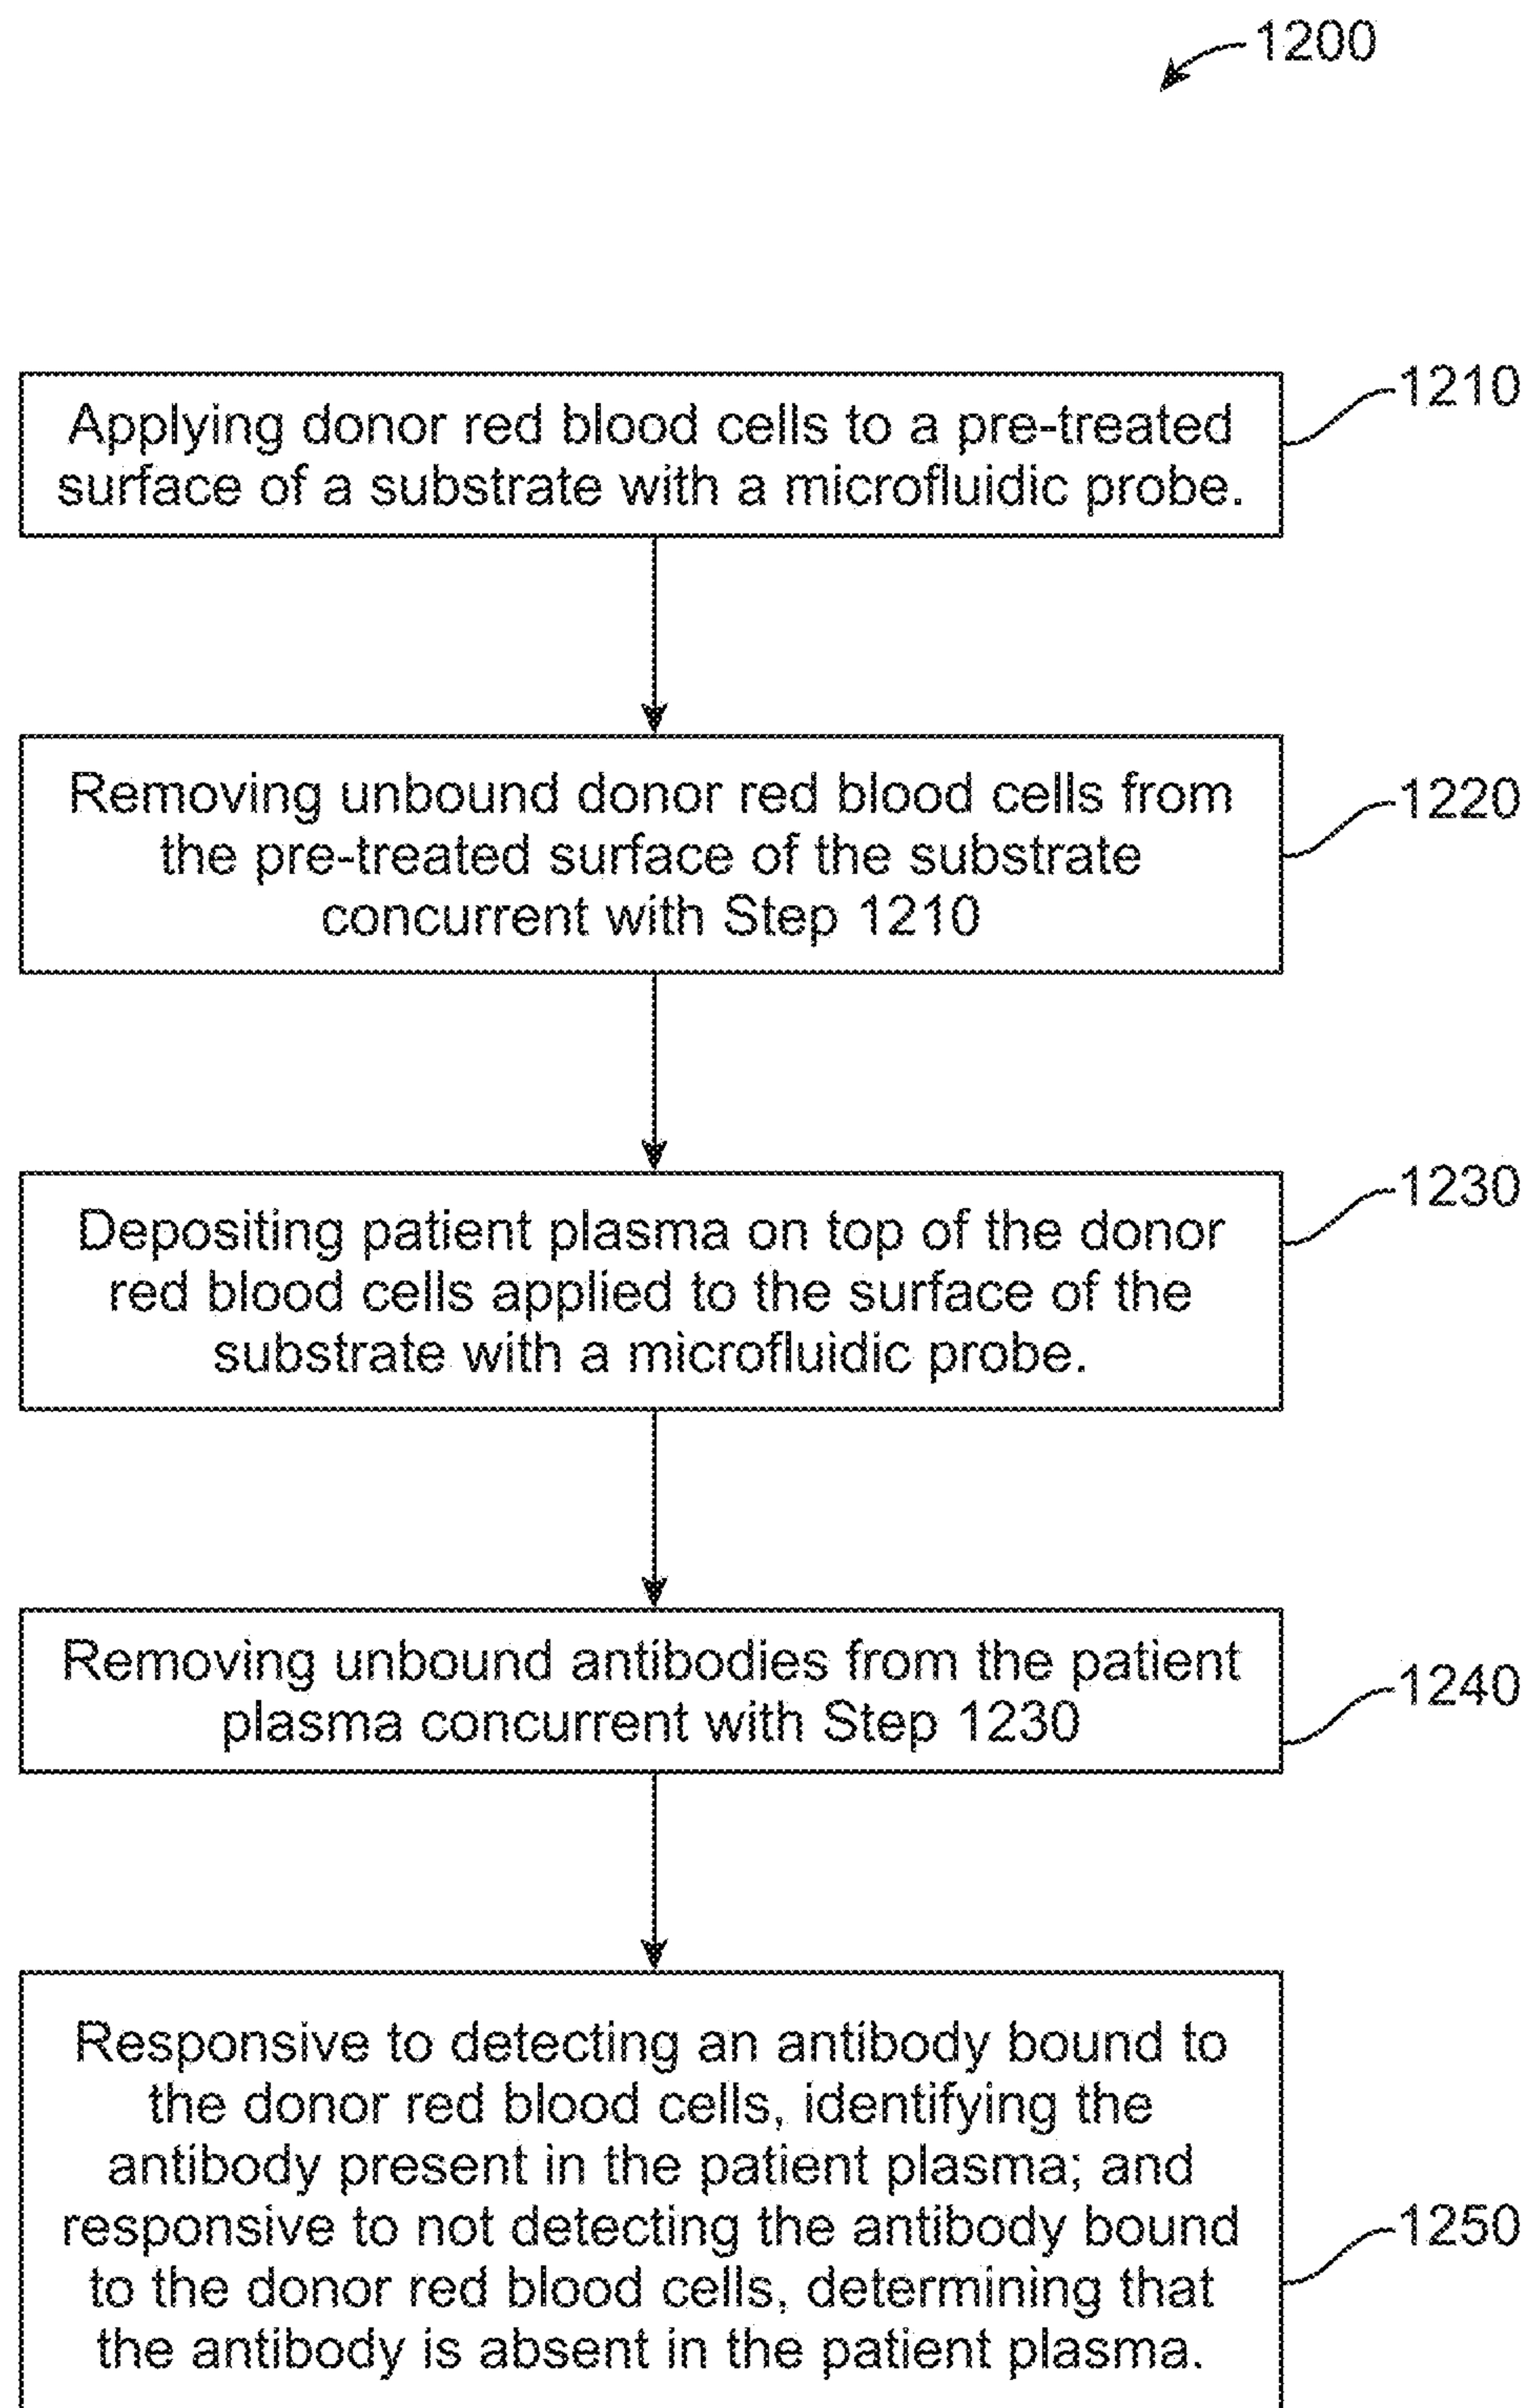 1200
Applying donor red blood cells to a pre-treated
surface of a substrate with a microfluidic probe.
1210
Removing unbound donor red blood cells from
the pre-treated surface of the substrate
concurrent with Step 1210
1220
Depositing patient plasma on top of the donor
red blood cells applied to the surface of the
substrate with a microfluidic probe.
1230
Removing unbound antibodies from the patient
plasma concurrent with Step 1230
1240
Responsive to detecting an antibody bound to
the donor red blood cells, identifying the
antibody present in the patient plasma; and
responsive to not detecting the antibody bound
to the donor red blood cells, determining that
the antibody is absent in the patient plasma.
1250